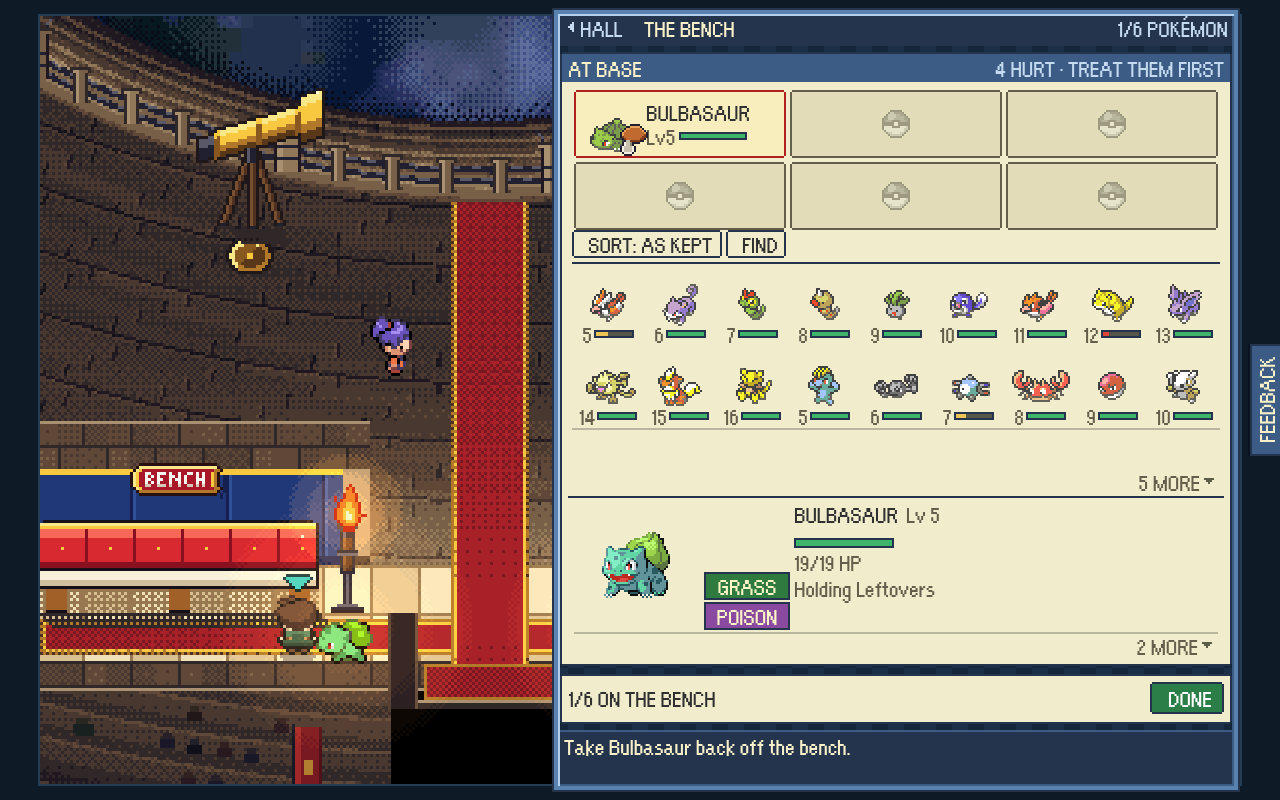 HALL THE BENCH 1/6 POKÉMON
AT BASE 4 HURT · TREAT THEM FIRST
BULBASAUR
Lv5
SORT: AS KEPT FIND
5 6 7 8 9 10 11 12 13
14 15 16 5 6 7 8 9 10
5 MORE
BULBASAUR Lv 5
19/19 HP
GRASS Holding Leftovers
POISON
2 MORE
1/6 ON THE BENCH DONE
Take Bulbasaur back off the bench.
BENCH
FEEDBACK